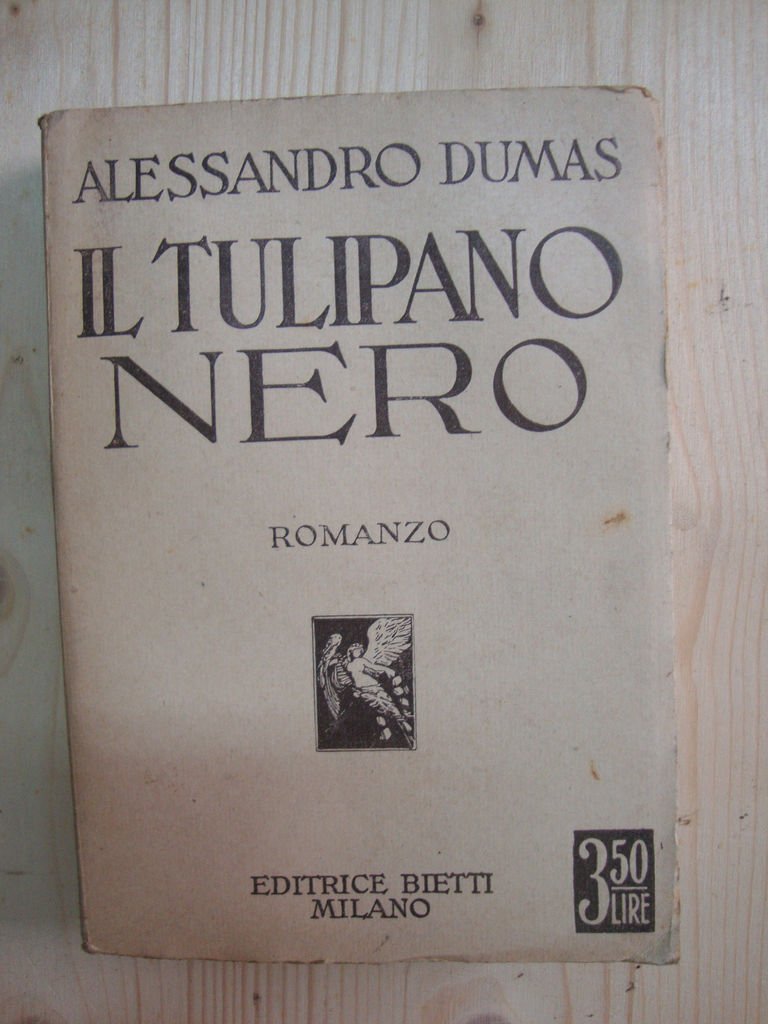 ALESSANDRO DUMAS
IL TULIPANO
NERO
ROMANZO
EDITRICE BIETTI
MILANO
3 50
LIRE